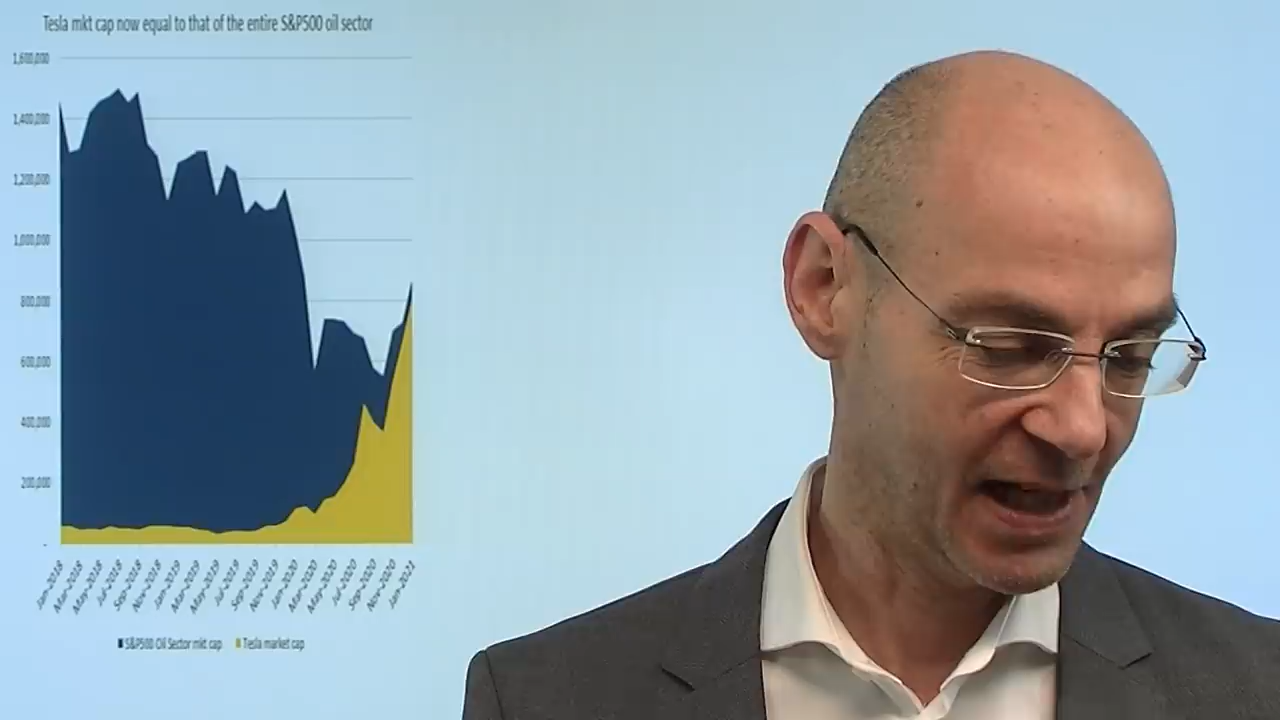 Tesla mkt cap now equal to that of the entire S&P500 oil sector
1,600,000
1,400,000
1,200,000
1,000,000
800,000
600,000
400,000
200,000
-
Jan-2018
Mar-2018
May-2018
Jul-2018
Sep-2018
Nov-2018
Jan-2019
Mar-2019
May-2019
Jul-2019
Sep-2019
Nov-2019
Jan-2020
Mar-2020
May-2020
Jul-2020
Sep-2020
Nov-2020
Jan-2021
S&P500 Oil Sector mkt cap Tesla market cap